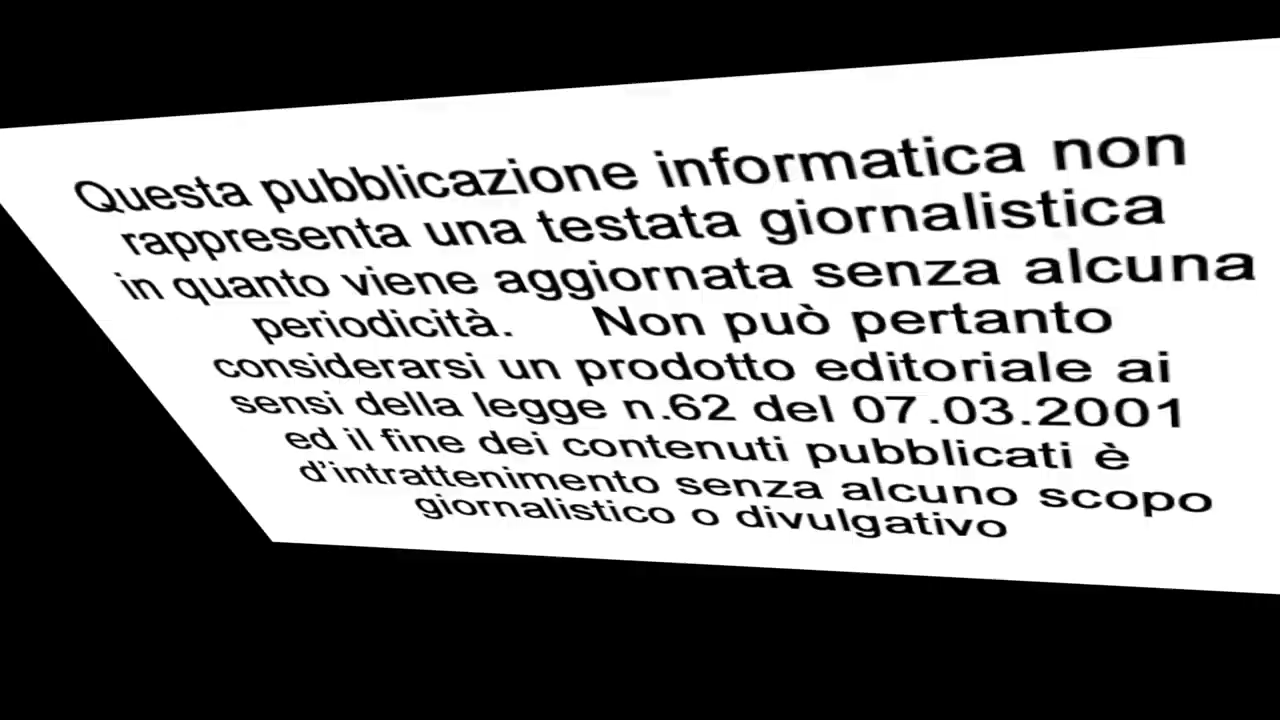 Questa pubblicazione informatica non
rappresenta una testata giornalistica
in quanto viene aggiornata senza alcuna
periodicità. Non può pertanto
considerarsi un prodotto editoriale ai
sensi della legge n.62 del 07.03.2001
ed il fine dei contenuti pubblicati è
d'intrattenimento senza alcuno scopo
giornalistico o divulgativo